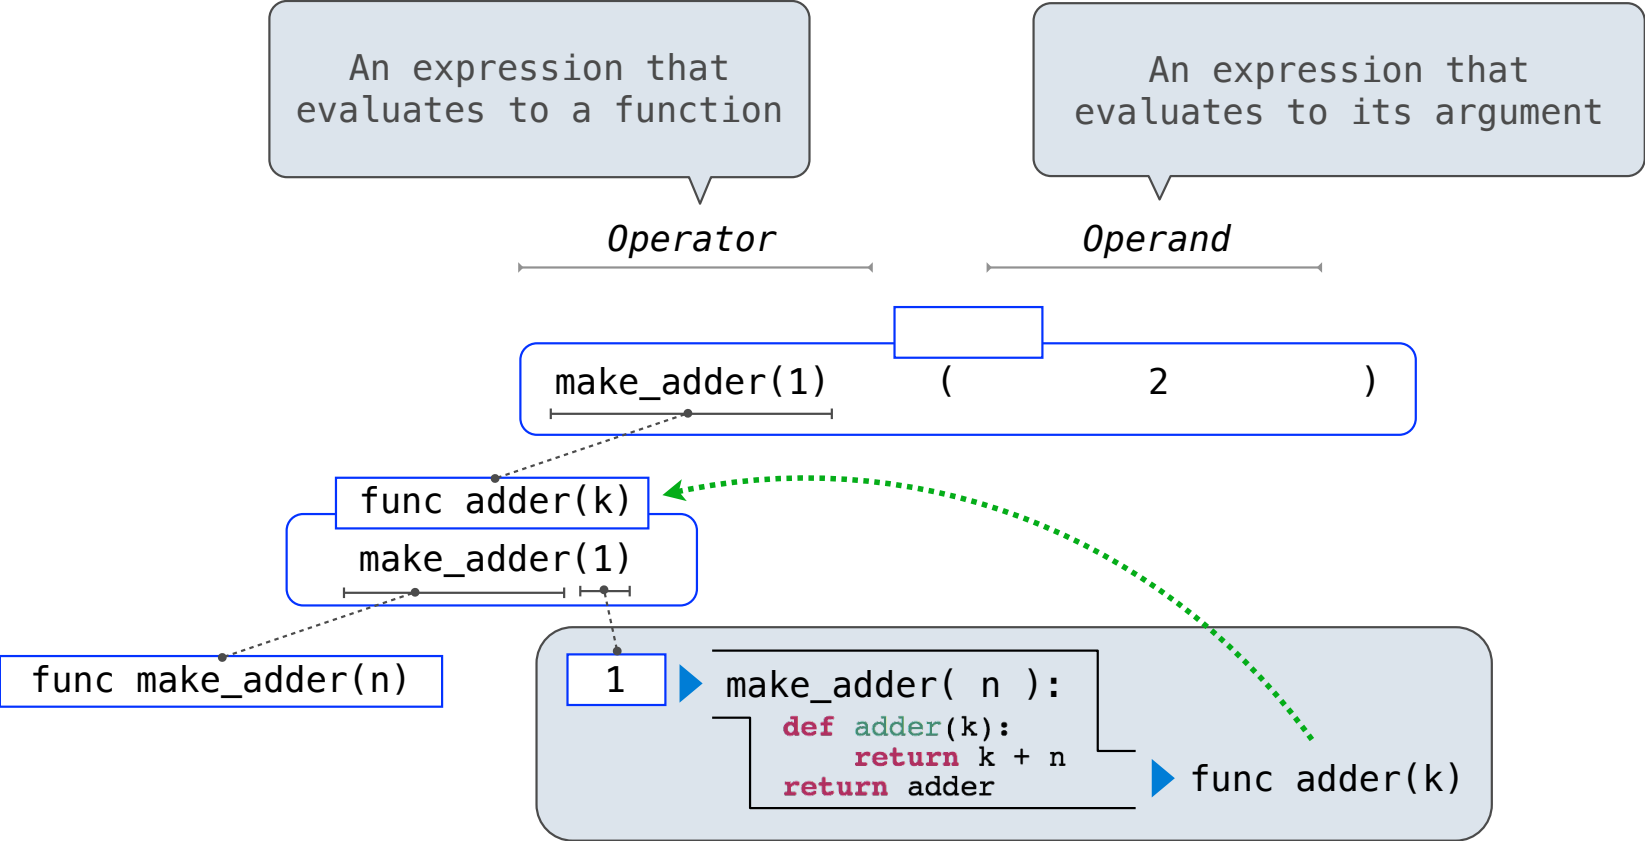 An expression that
evaluates to a function
An expression that
evaluates to its argument
Operator
Operand
make_adder(1) ( 2 )
func adder(k)
make_adder(1)
func make_adder(n)
1
make_adder( n ):
def adder(k):
return k + n
return adder
func adder(k)